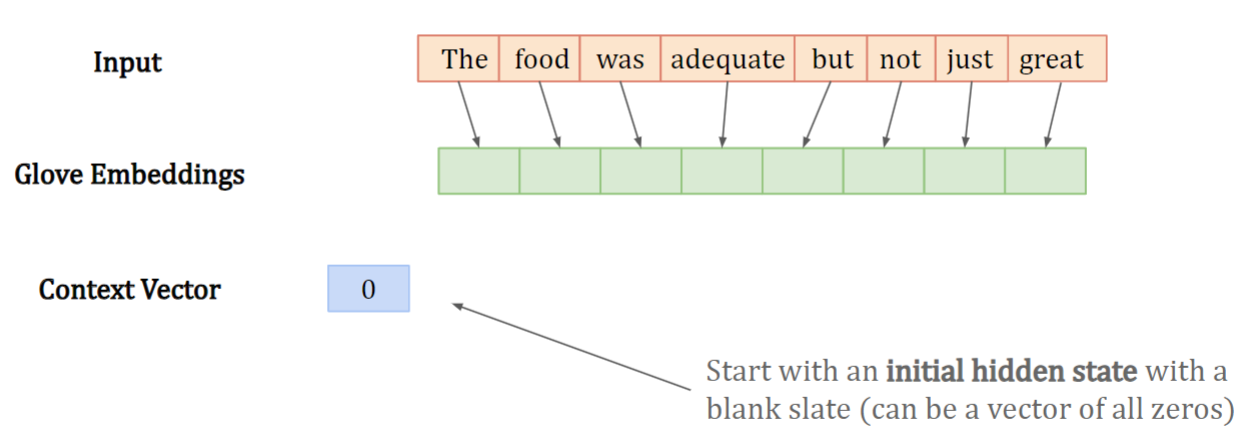 Input
The food was adequate but not just great
Glove Embeddings
Context Vector
0
Start with an initial hidden state with a
blank slate (can be a vector of all zeros)